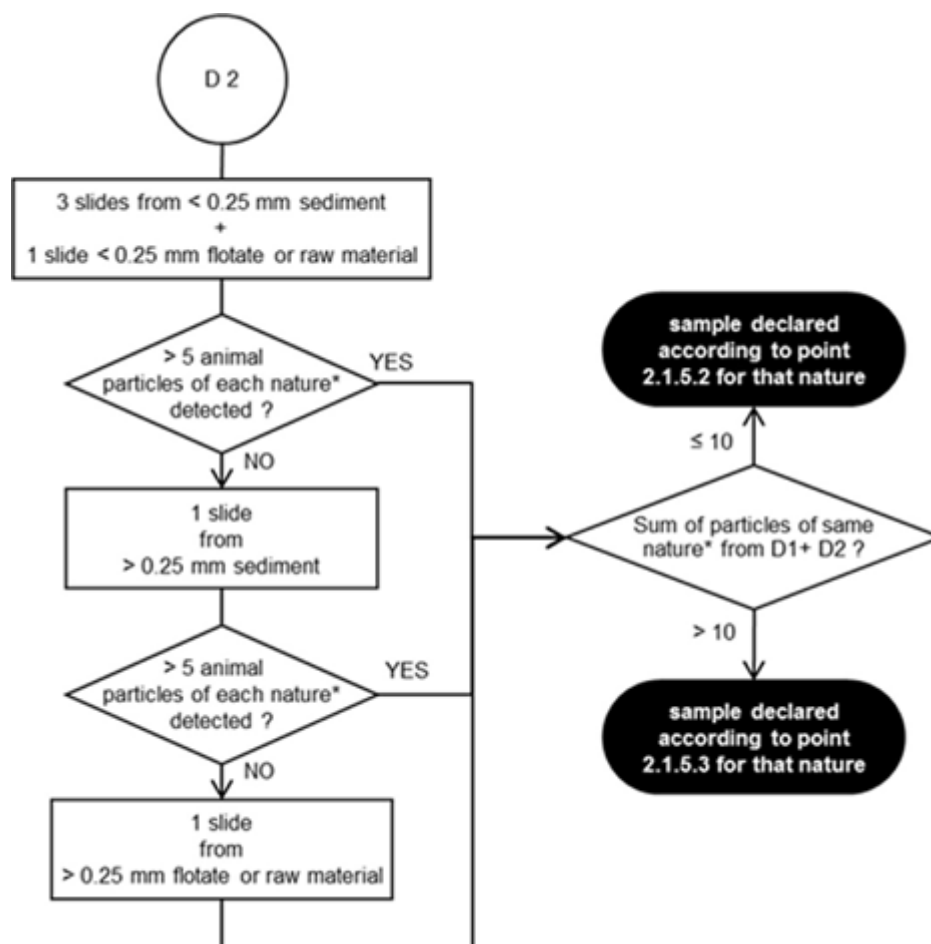 D 2
3 slides from < 0.25 mm sediment
+
1 slide < 0.25 mm flotate or raw material
> 5 animal
particles of each nature*
detected ?
YES
NO
1 slide
from
> 0.25 mm sediment
> 5 animal
particles of each nature*
detected ?
YES
NO
1 slide
from
> 0.25 mm flotate or raw material
sample declared
according to point
2.1.5.2 for that nature
≤ 10
Sum of particles of same
nature* from D1+ D2 ?
> 10
sample declared
according to point
2.1.5.3 for that nature